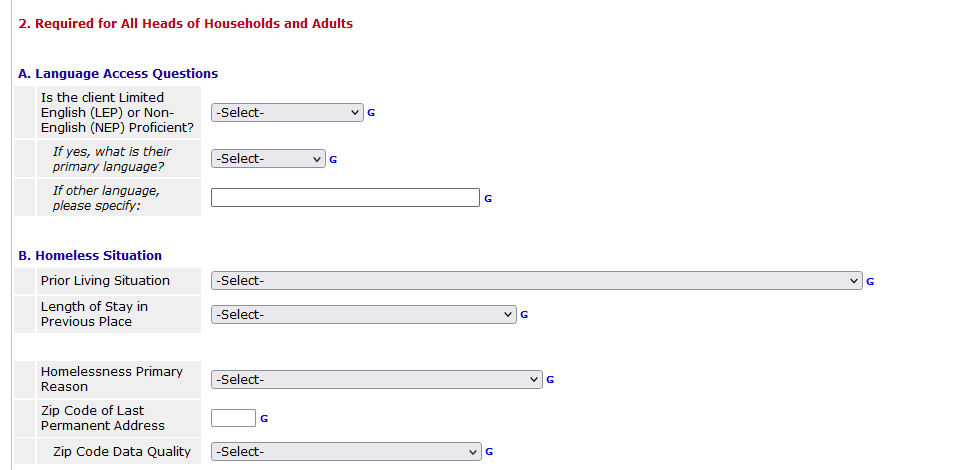 2. Required for All Heads of Households and Adults
A. Language Access Questions
Is the client Limited
English (LEP) or Non-
English (NEP) Proficient?
-Select-
G
If yes, what is their
primary language?
-Select-
G
If other language,
please specify:
G
B. Homeless Situation
Prior Living Situation
-Select-
G
Length of Stay in
Previous Place
-Select-
G
Homelessness Primary
Reason
-Select-
G
Zip Code of Last
Permanent Address
G
Zip Code Data Quality
-Select-
G